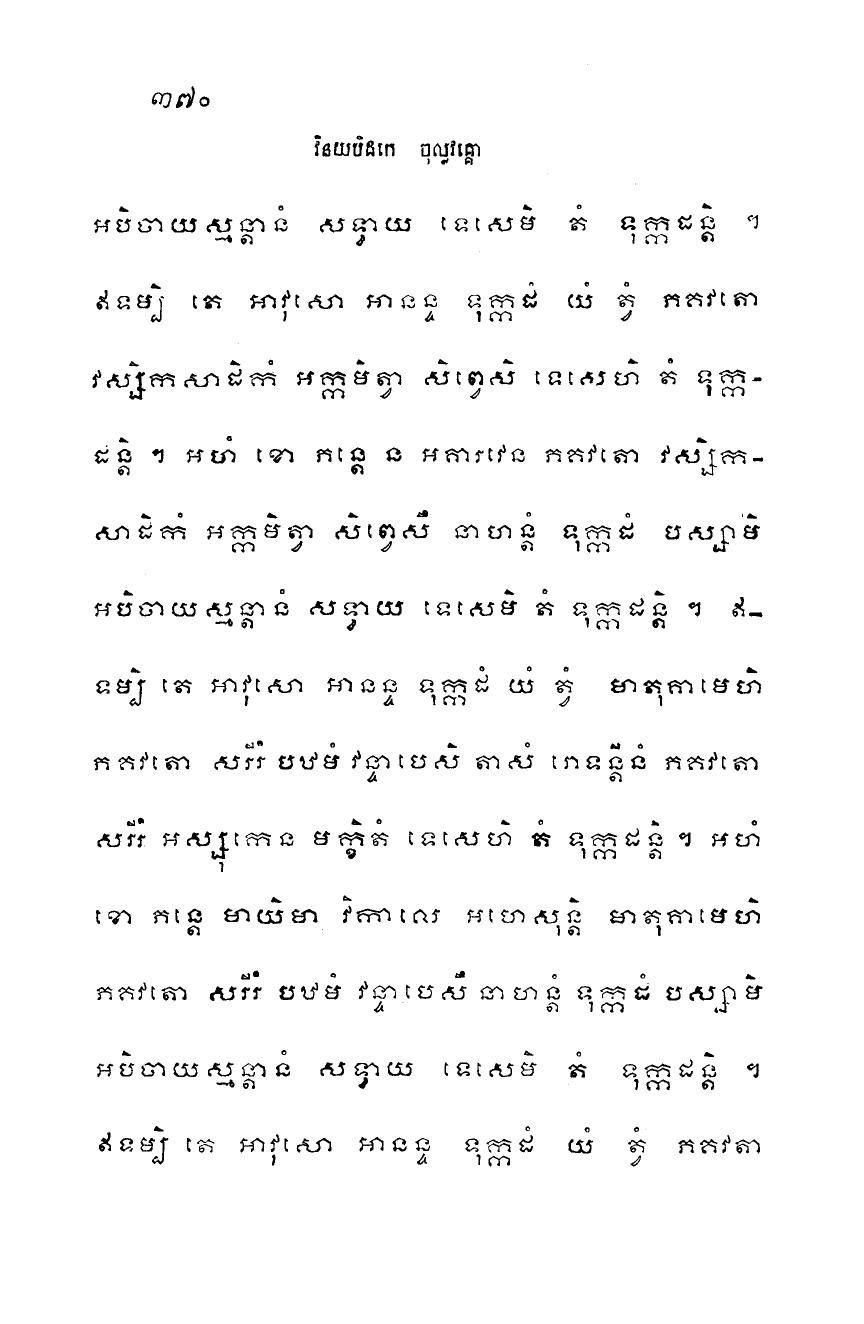 ៣៧០
វិនយបិដកេ ចុល្លវគ្គោ
អបិចាយស្មន្តានំ សទ្ធាយ ទេសេមិ តំ ទុក្កដន្តិ ។
ឥទម្បិ តេ អាវុសោ អានន្ទ ទុក្កដំ យំ ត្វំ ភគវតោ
វស្សិកសាដិកំ អក្កមិត្វា សិព្វេសិ ទេសេហិ តំ ទុក្ក-
ដន្តិ ។ អហំ ខោ ភន្តេ ន អគារវេន ភគវតោ វស្សិក-
សាដិកំ អក្កមិត្វា សិព្វេសឹ នាហន្តំ ទុក្កដំ បស្សាមិ
អបិចាយស្មន្តានំ សទ្ធាយ ទេសេមិ តំ ទុក្កដន្តិ ។ ឥ-
ទម្បិ តេ អាវុសោ អានន្ទ ទុក្កដំ យំ ត្វំ មាតុគាមេហិ
ភគវតោ សរីរំ បឋមំ វន្ទាបេសិ តាសំ រោទន្តីនំ ភគវតោ
សរីរំ អស្សុកេន មក្ខិតំ ទេសេហិ តំ ទុក្កដន្តិ ។ អហំ
ខោ ភន្តេ មាយិមា វិកាលេ អហេសុន្តិ មាតុគាមេហិ
ភគវតោ សរីរំ បឋមំ វន្ទាបេសឹ នាហន្តំ ទុក្កដំ បស្សាមិ
អបិចាយស្មន្តានំ សទ្ធាយ ទេសេមិ តំ ទុក្កដន្តិ ។
ឥទម្បិ តេ អាវុសោ អានន្ទ ទុក្កដំ យំ ត្វំ ភគវតា